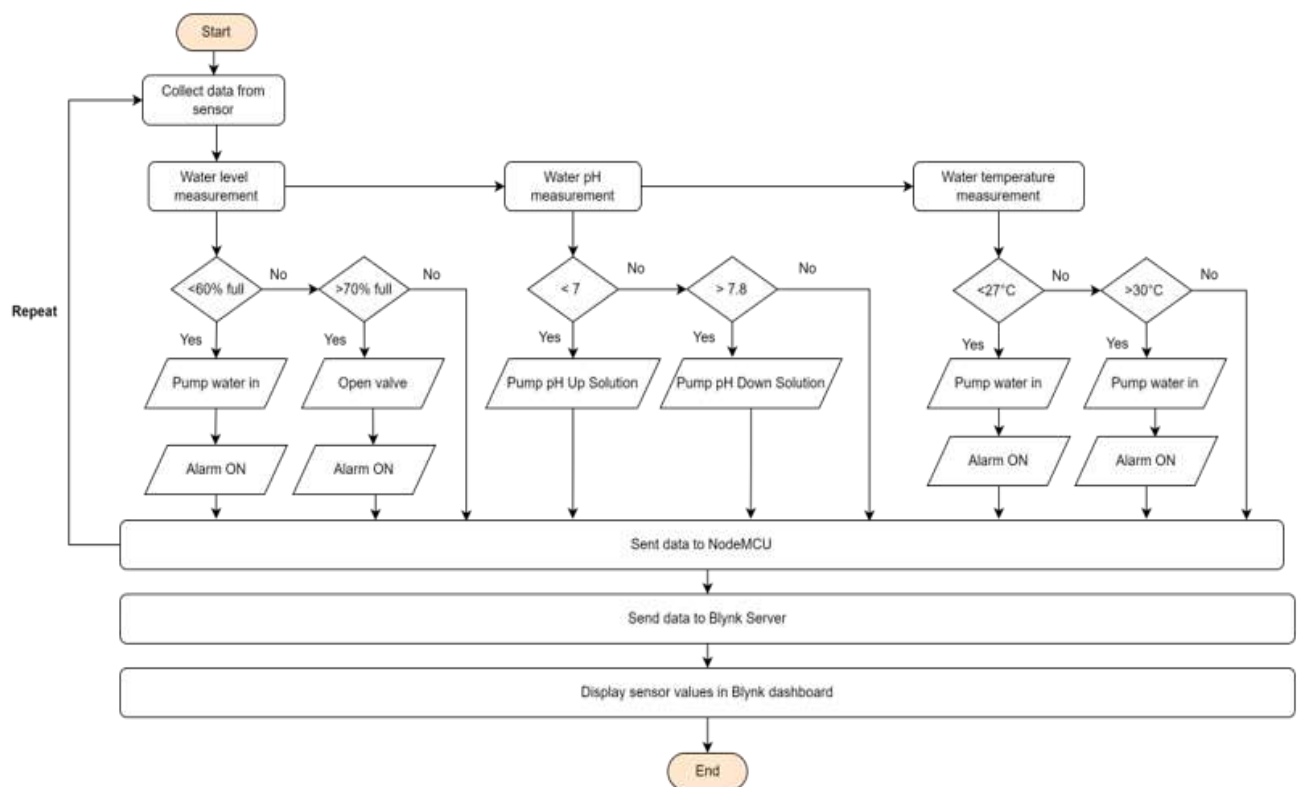 Start
Collect data from
sensor
Water level
measurement
Water pH
measurement
Water temperature
measurement
<60% full
No
>70% full
No
< 7
No
> 7.8
No
<27°C
No
>30°C
No
Repeat
Yes
Yes
Yes
Yes
Yes
Yes
Pump water in
Open valve
Pump pH Up Solution
Pump pH Down Solution
Pump water in
Pump water in
Alarm ON
Alarm ON
Alarm ON
Alarm ON
Sent data to NodeMCU
Send data to Blynk Server
Display sensor values in Blynk dashboard
End